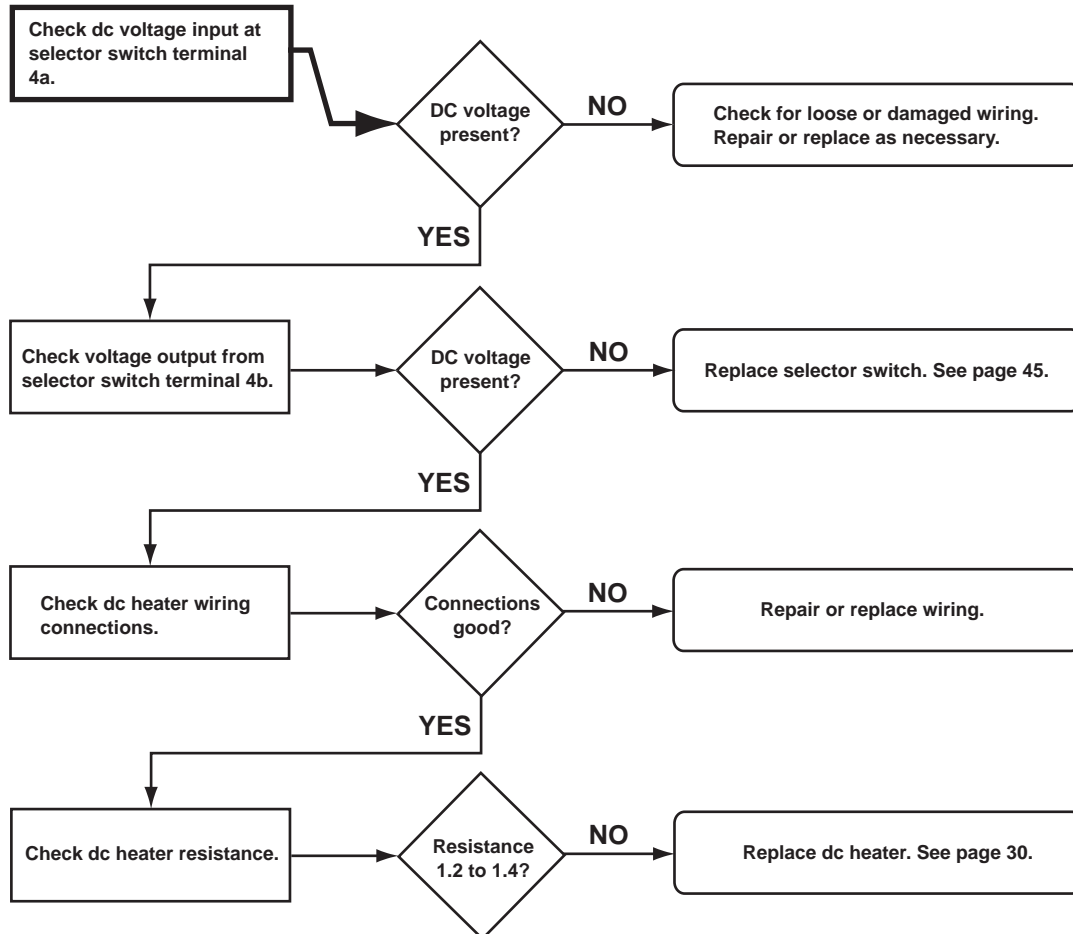 Check dc voltage input at
selector switch terminal
4a.
DC voltage
present?
NO
Check for loose or damaged wiring.
Repair or replace as necessary.
YES
Check voltage output from
selector switch terminal 4b.
DC voltage
present?
NO
Replace selector switch. See page 45.
YES
Check dc heater wiring
connections.
Connections
good?
NO
Repair or replace wiring.
YES
Check dc heater resistance.
Resistance
1.2 to 1.4?
NO
Replace dc heater. See page 30.